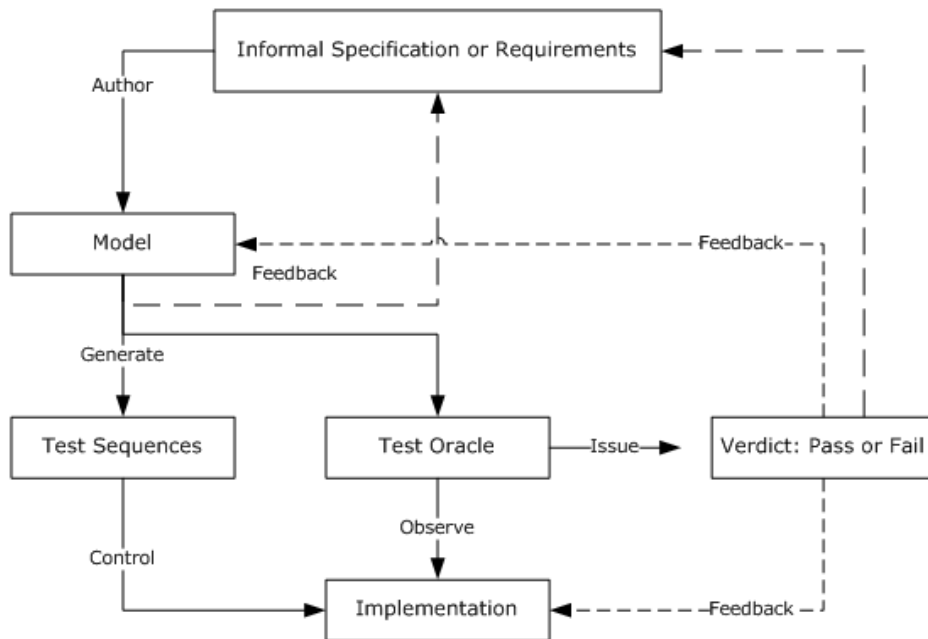 Informal Specification or Requirements
Author
Model
Feedback
Feedback
Generate
Test Sequences
Test Oracle
Issue
Verdict: Pass or Fail
Observe
Control
Implementation
Feedback